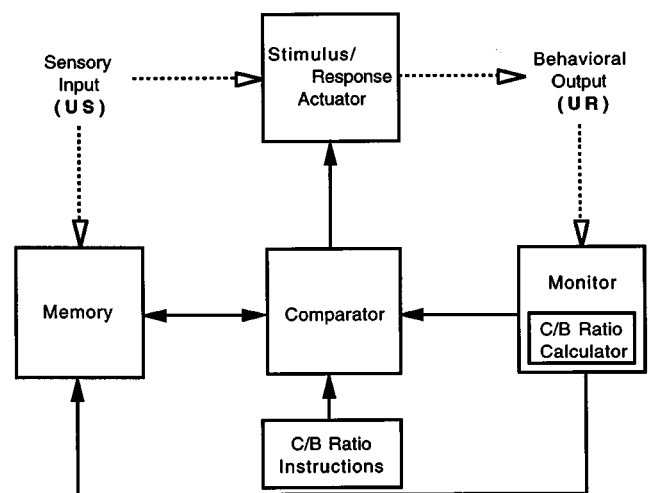 Sensory
Input
(US)
Stimulus/
Response
Actuator
Behavioral
Output
(UR)
Memory
Comparator
Monitor
C/B Ratio
Calculator
C/B Ratio
Instructions